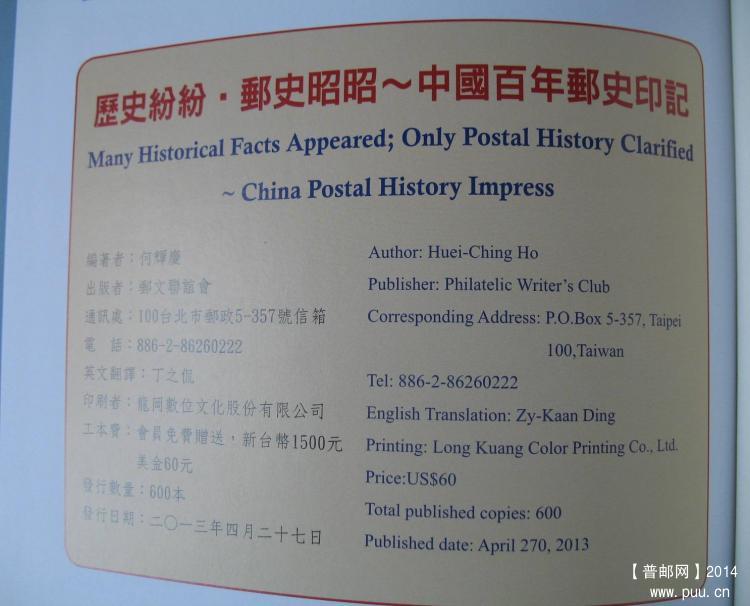 歷史紛紛．郵史昭昭～中國百年郵史印記
Many Historical Facts Appeared; Only Postal History Clarified
~ China Postal History Impress
編著者：何輝慶
出版者：郵文聯誼會
通訊處：100台北市郵政5-357號信箱
電　話：886-2-86260222
英文翻譯：丁之侃
印刷者：龍岡數位文化股份有限公司
工本費：會員免費贈送，新台幣1500元
美金60元
發行數量：600本
發行日期：二〇一三年四月二十七日
Author: Huei-Ching Ho
Publisher: Philatelic Writer's Club
Corresponding Address: P.O.Box 5-357, Taipei
100,Taiwan
Tel: 886-2-86260222
English Translation: Zy-Kaan Ding
Printing: Long Kuang Color Printing Co., Ltd.
Price:US$60
Total published copies: 600
Published date: April 270, 2013
【普邮网】2014
www.puu.cn